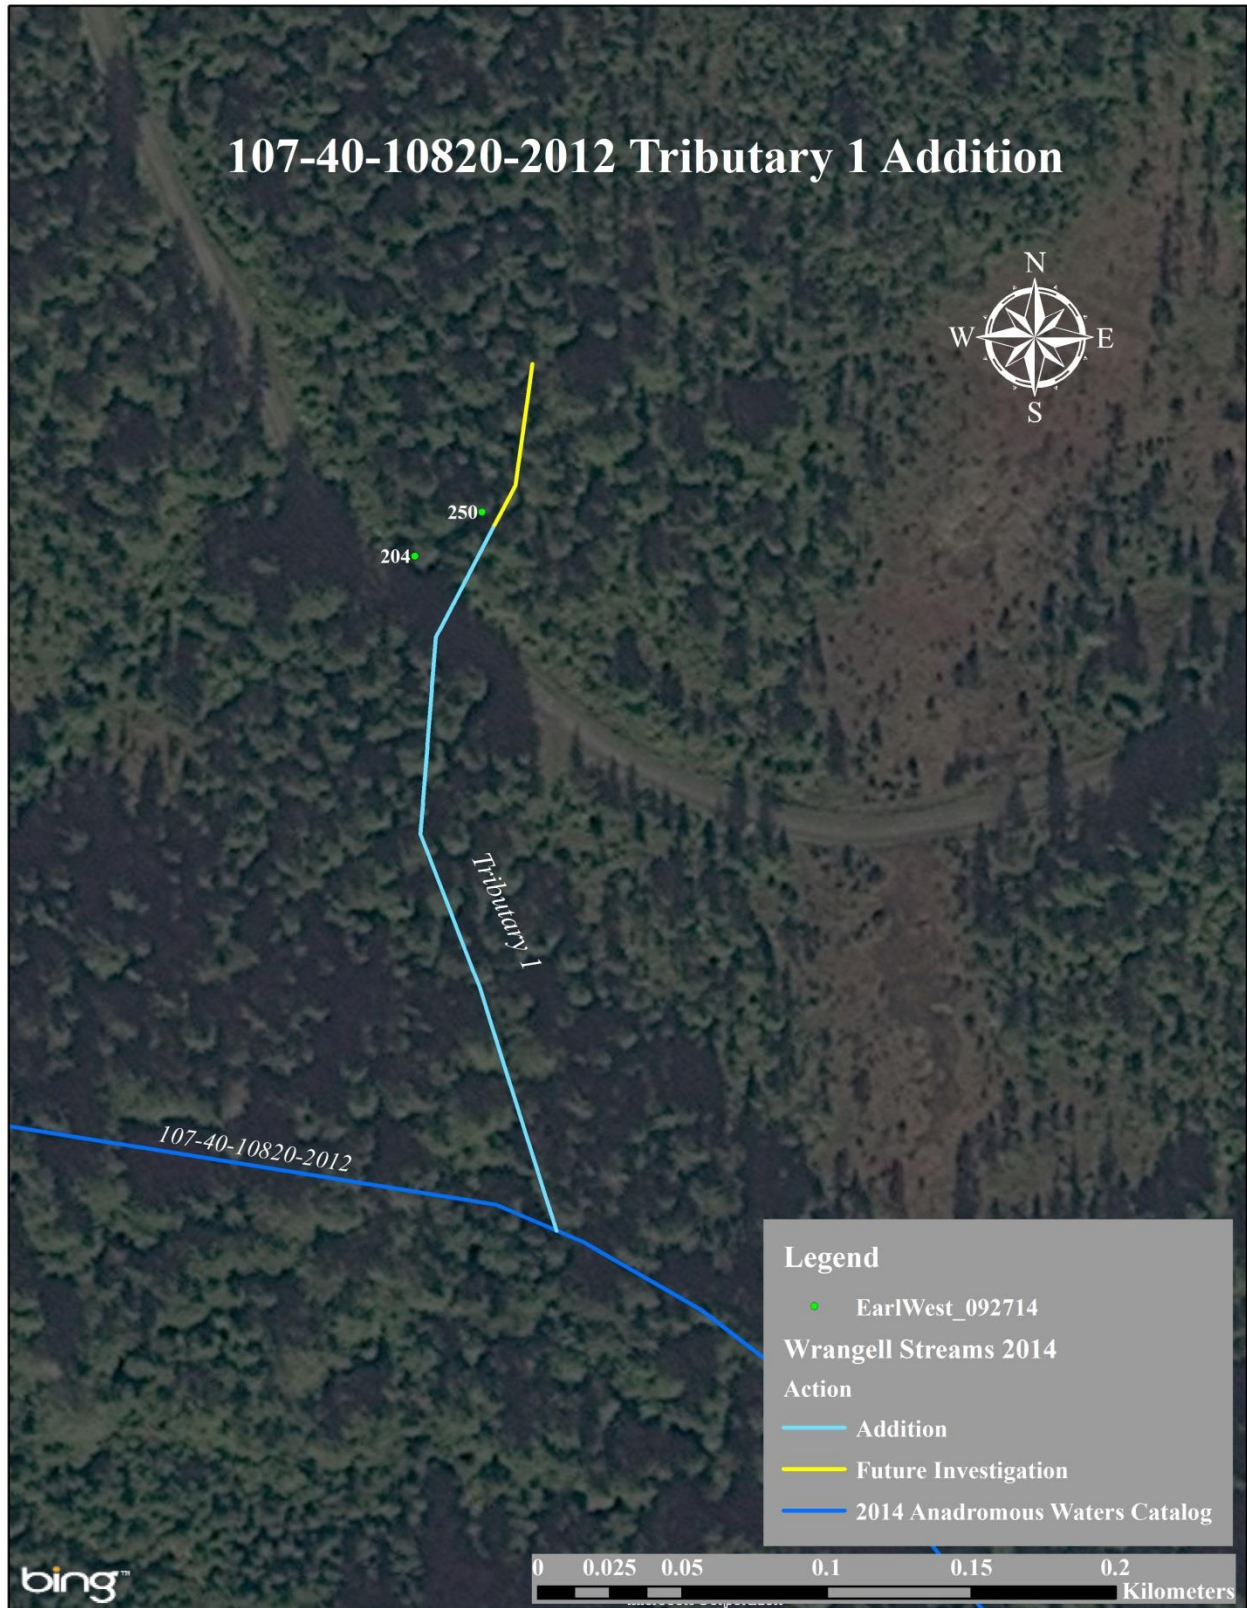 107-40-10820-2012 Tributary 1 Addition
N
W E
S
250
204
Tributary 1
107-40-10820-2012
Legend
EarlWest_092714
Wrangell Streams 2014
Action
Addition
Future Investigation
2014 Anadromous Waters Catalog
0 0.025 0.05 0.1 0.15 0.2
Kilometers
bing™